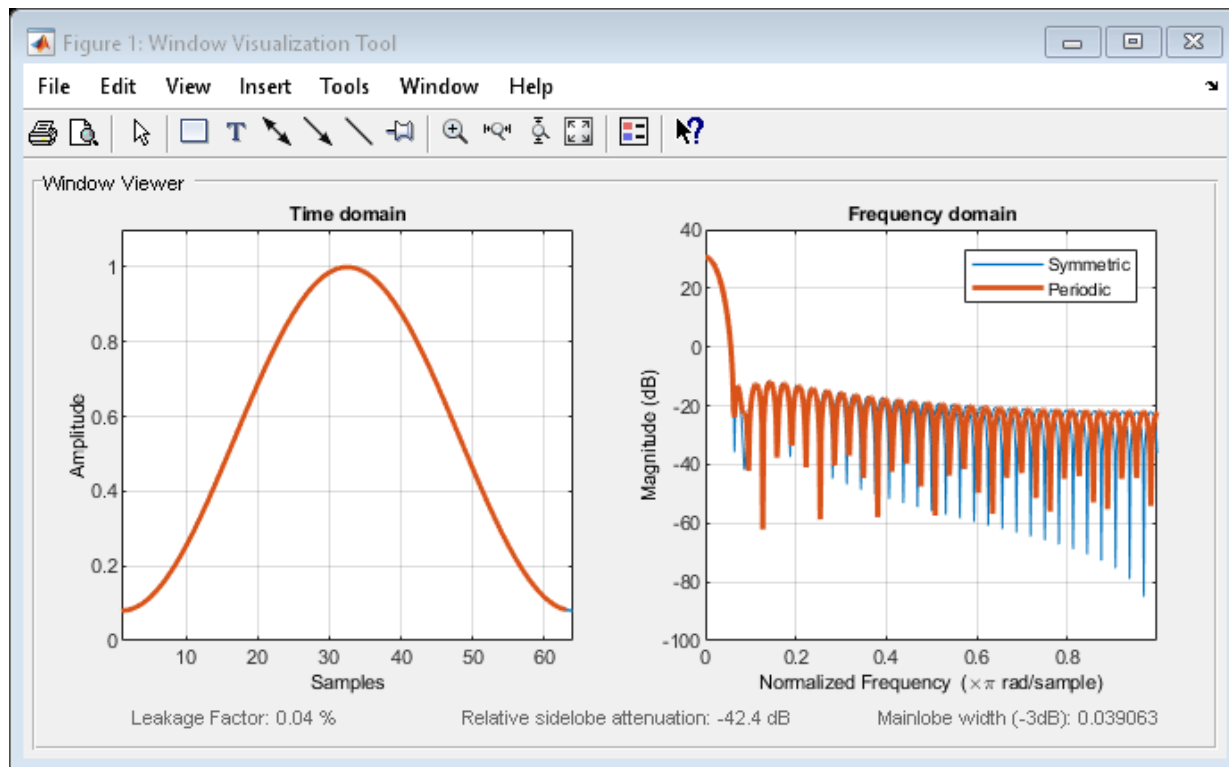 Figure 1: Window Visualization Tool
File Edit View Insert Tools Window Help
T
Window Viewer
Time domain
Amplitude
1
0.8
0.6
0.4
0.2
0
10 20 30 40 50 60
Samples
Frequency domain
Symmetric
Periodic
Magnitude (dB)
40
20
0
-20
-40
-60
-80
-100
0 0.2 0.4 0.6 0.8
Normalized Frequency (×π rad/sample)
Leakage Factor: 0.04 %
Relative sidelobe attenuation: -42.4 dB
Mainlobe width (-3dB): 0.039063